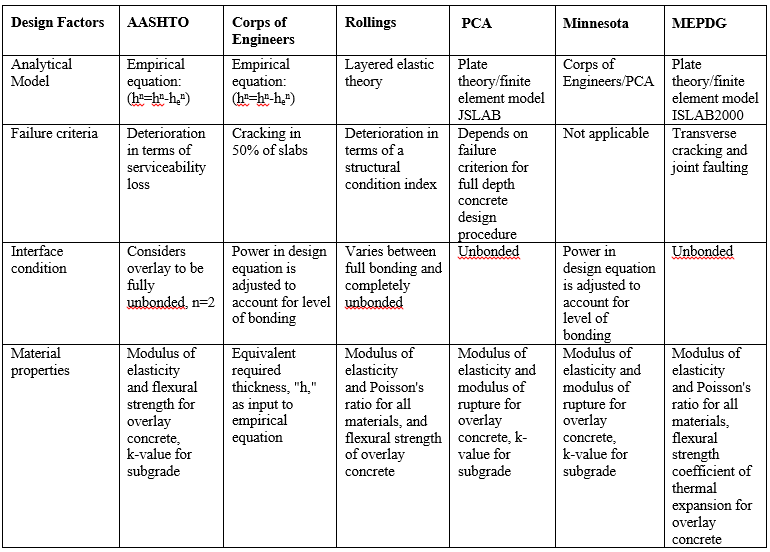 Design Factors
AASHTO
Corps of
Engineers
Rollings
PCA
Minnesota
MEPDG
Analytical
Model
Empirical
equation:
(hⁿ=hⁿ-hₑⁿ)
Empirical
equation:
(hⁿ=hⁿ-hₑⁿ)
Layered elastic
theory
Plate
theory/finite
element model
JSLAB
Corps of
Engineers/PCA
Plate
theory/finite
element model
ISLAB2000
Failure criteria
Deterioration
in terms of
serviceability
loss
Cracking in
50% of slabs
Deterioration in
terms of a
structural
condition index
Depends on
failure
criterion for
full depth
concrete
design
procedure
Not applicable
Transverse
cracking and
joint faulting
Interface
condition
Considers
overlay to be
fully
unbonded, n=2
Power in design
equation is
adjusted to
account for level
of bonding
Varies between
full bonding and
completely
unbonded
Unbonded
Power in
design equation
is adjusted to
account for
level of
bonding
Unbonded
Material
properties
Modulus of
elasticity
and flexural
strength for
overlay
concrete,
k-value for
subgrade
Equivalent
required
thickness, "h,"
as input to
empirical
equation
Modulus of
elasticity
and Poisson's
ratio for all
materials, and
flexural strength
of overlay
concrete
Modulus of
elasticity and
modulus of
rupture for
overlay
concrete, k-
value for
subgrade
Modulus of
elasticity and
modulus of
rupture for
overlay
concrete,
k-value for
subgrade
Modulus of
elasticity
and Poisson's
ratio for all
materials,
flexural
strength
coefficient of
thermal
expansion for
overlay
concrete